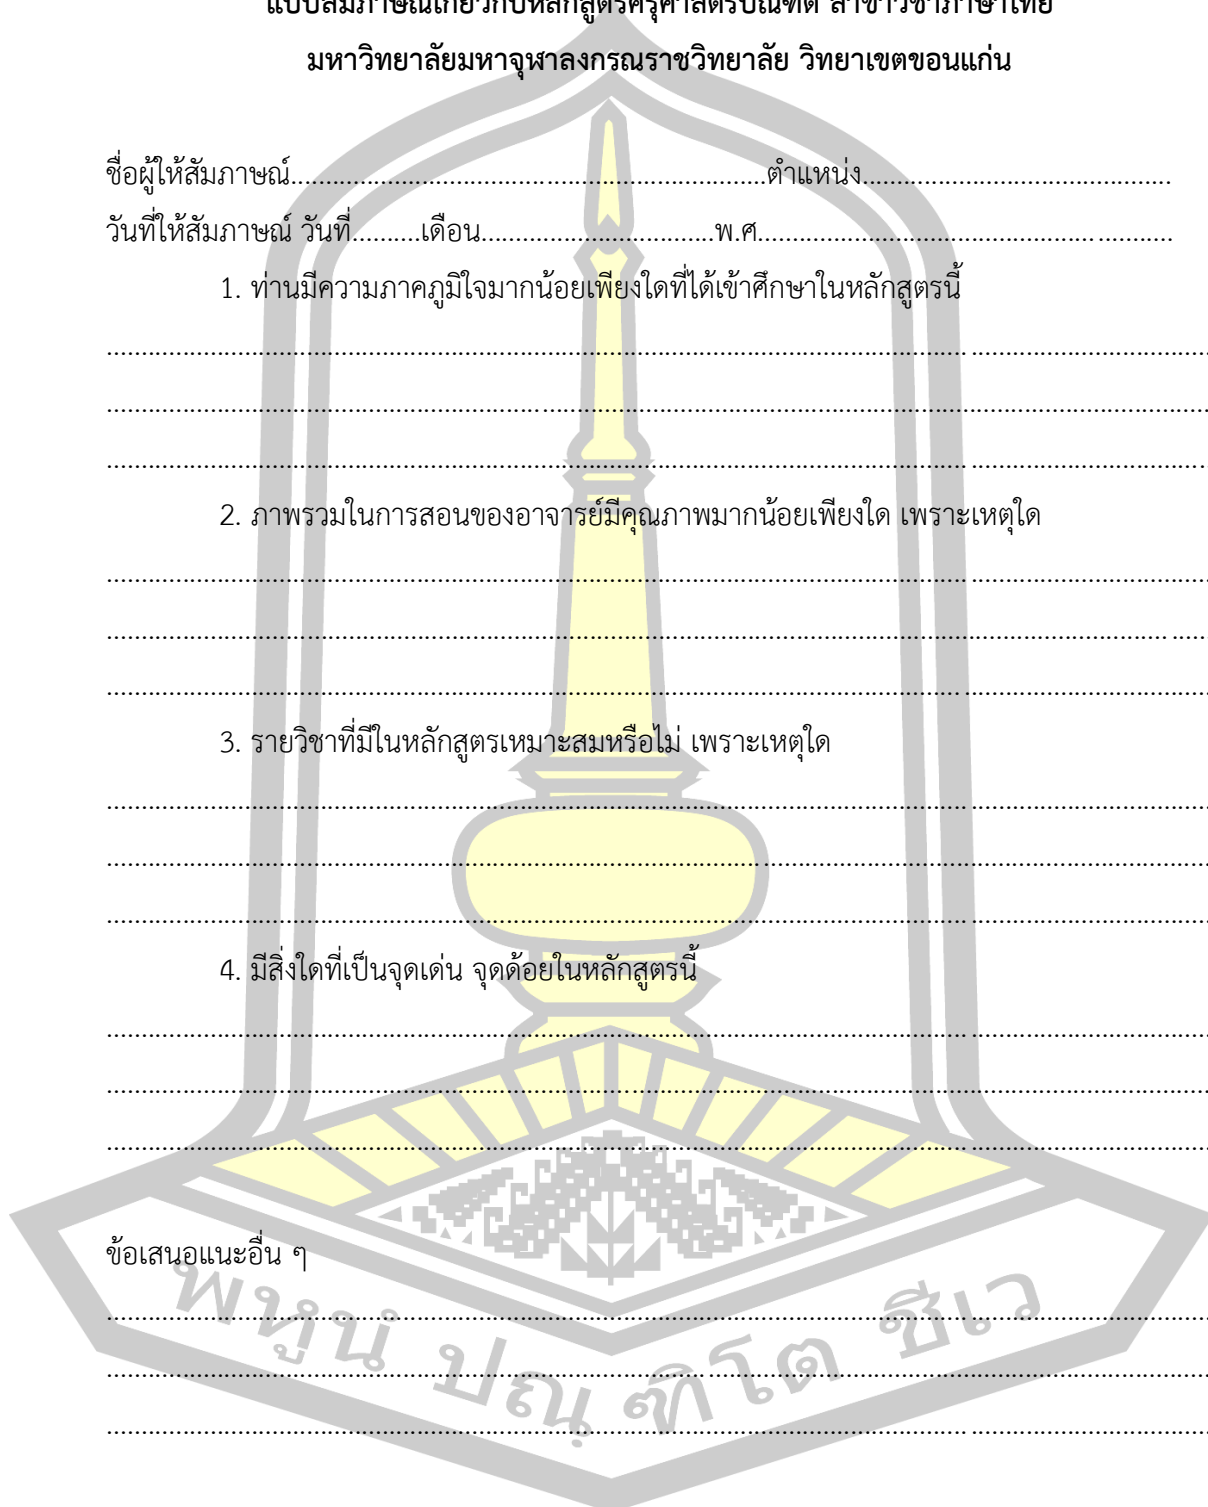 แบบสัมภาษณ์เกี่ยวกับหลักสูตรครุศาสตรบัณฑิต สาขาวิชาภาษาไทย
มหาวิทยาลัยมหาจุฬาลงกรณราชวิทยาลัย วิทยาเขตขอนแก่น
ชื่อผู้ให้สัมภาษณ์....................................................................ตำแหน่ง.............................................
วันที่ให้สัมภาษณ์ วันที่..........เดือน..................................พ.ศ............................................................
1. ท่านมีความภาคภูมิใจมากน้อยเพียงใดที่ได้เข้าศึกษาในหลักสูตรนี้
2. ภาพรวมในการสอนของอาจารย์มีคุณภาพมากน้อยเพียงใด เพราะเหตุใด
3. รายวิชาที่มีในหลักสูตรเหมาะสมหรือไม่ เพราะเหตุใด
4. มีสิ่งใดที่เป็นจุดเด่น จุดด้อยในหลักสูตรนี้
ข้อเสนอแนะอื่น ๆ
พหูนํ ปณฺฑิโต ชีเว